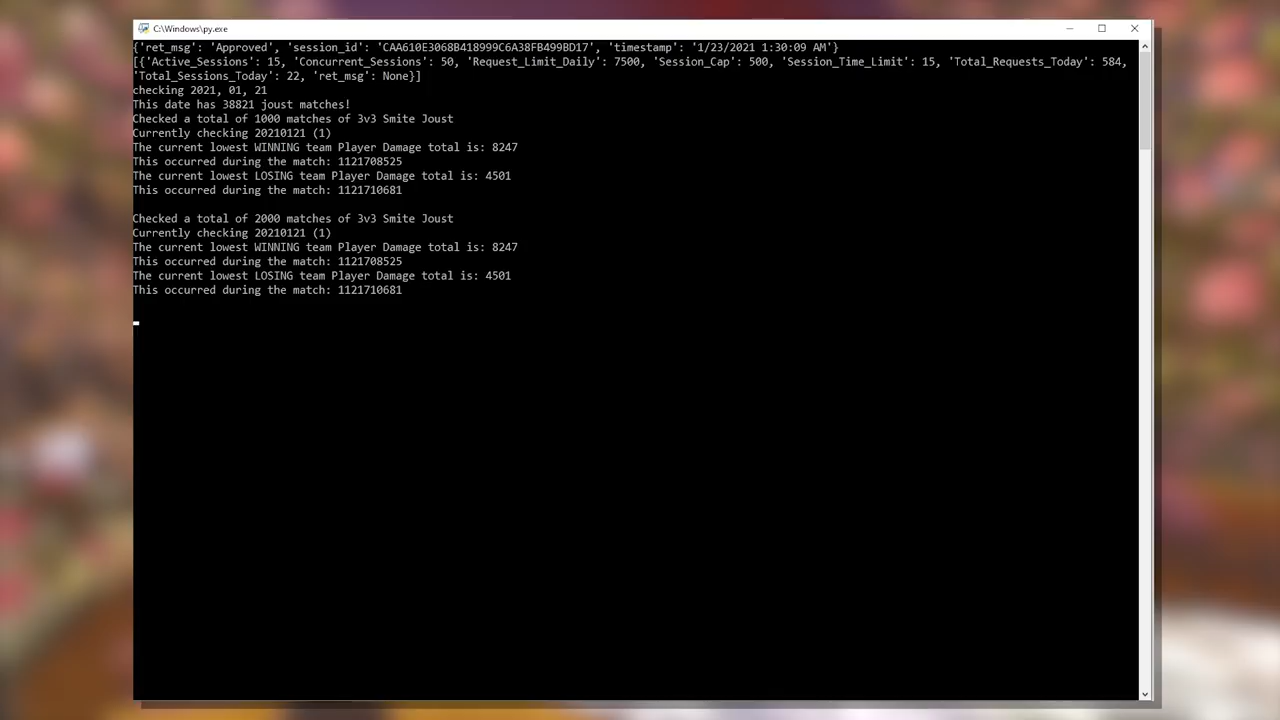 C:\Windows\py.exe
{'ret_msg': 'Approved', 'session_id': 'CAA610E3068B418999C6A38FB499BD17', 'timestamp': '1/23/2021 1:30:09 AM'}
[{'Active_Sessions': 15, 'Concurrent_Sessions': 50, 'Request_Limit_Daily': 7500, 'Session_Cap': 500, 'Session_Time_Limit': 15, 'Total_Requests_Today': 584,
'Total_Sessions_Today': 22, 'ret_msg': None}]
checking 2021, 01, 21
This date has 38821 joust matches!
Checked a total of 1000 matches of 3v3 Smite Joust
Currently checking 20210121 (1)
The current lowest WINNING team Player Damage total is: 8247
This occurred during the match: 1121708525
The current lowest LOSING team Player Damage total is: 4501
This occurred during the match: 1121710681
Checked a total of 2000 matches of 3v3 Smite Joust
Currently checking 20210121 (1)
The current lowest WINNING team Player Damage total is: 8247
This occurred during the match: 1121708525
The current lowest LOSING team Player Damage total is: 4501
This occurred during the match: 1121710681